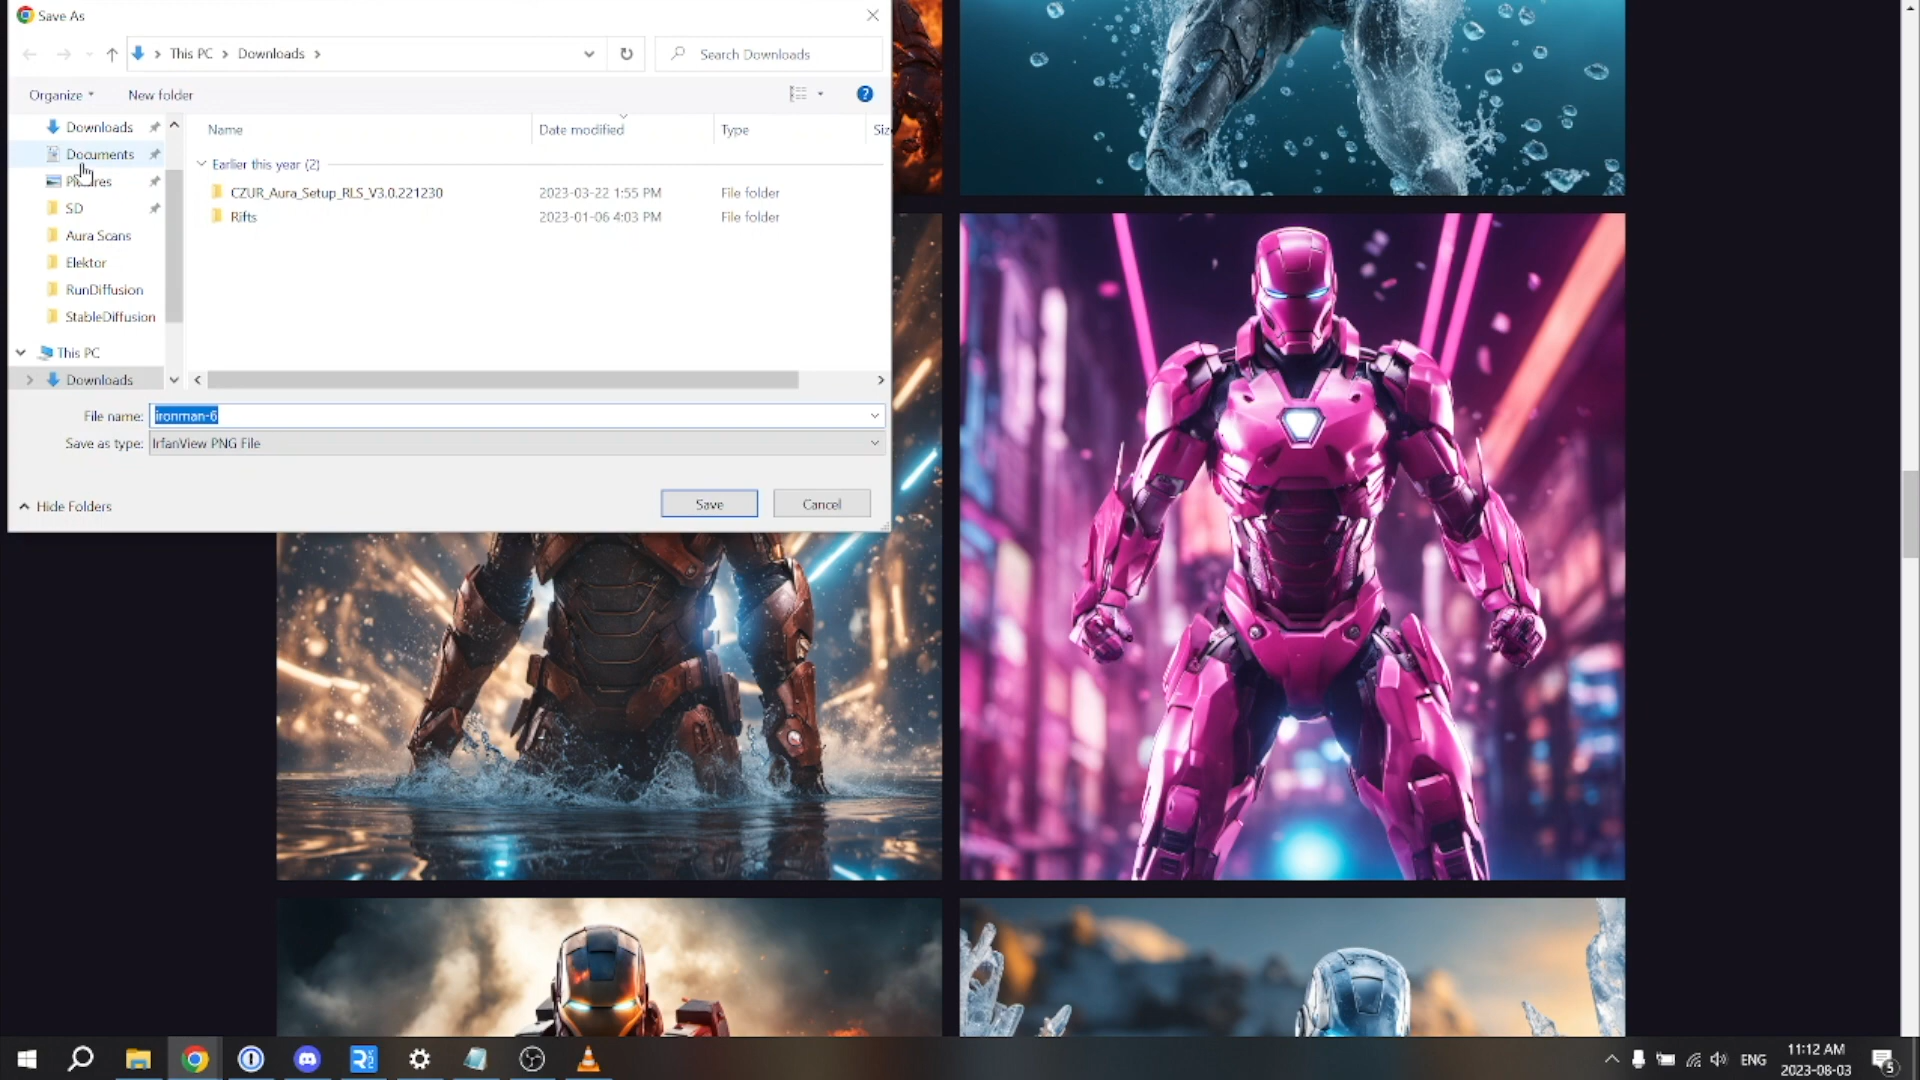 Save As
This PC
Downloads
Search Downloads
Organize
New folder
?
Downloads
Documents
SD
Aura Scans
Elektor
RunDiffusion
StableDiffusion
This PC
Downloads
Name
Date modified
Type
Siz
Earlier this year (2)
CZUR_Aura_Setup_RLS_V3.0.221230
2023-03-22 1:55 PM
File folder
Rifts
2023-01-06 4:03 PM
File folder
File name:
ironman-6
Save as type:
IrfanView PNG File
Hide Folders
Save
Cancel
ENG
11:12 AM
2023-08-03
5